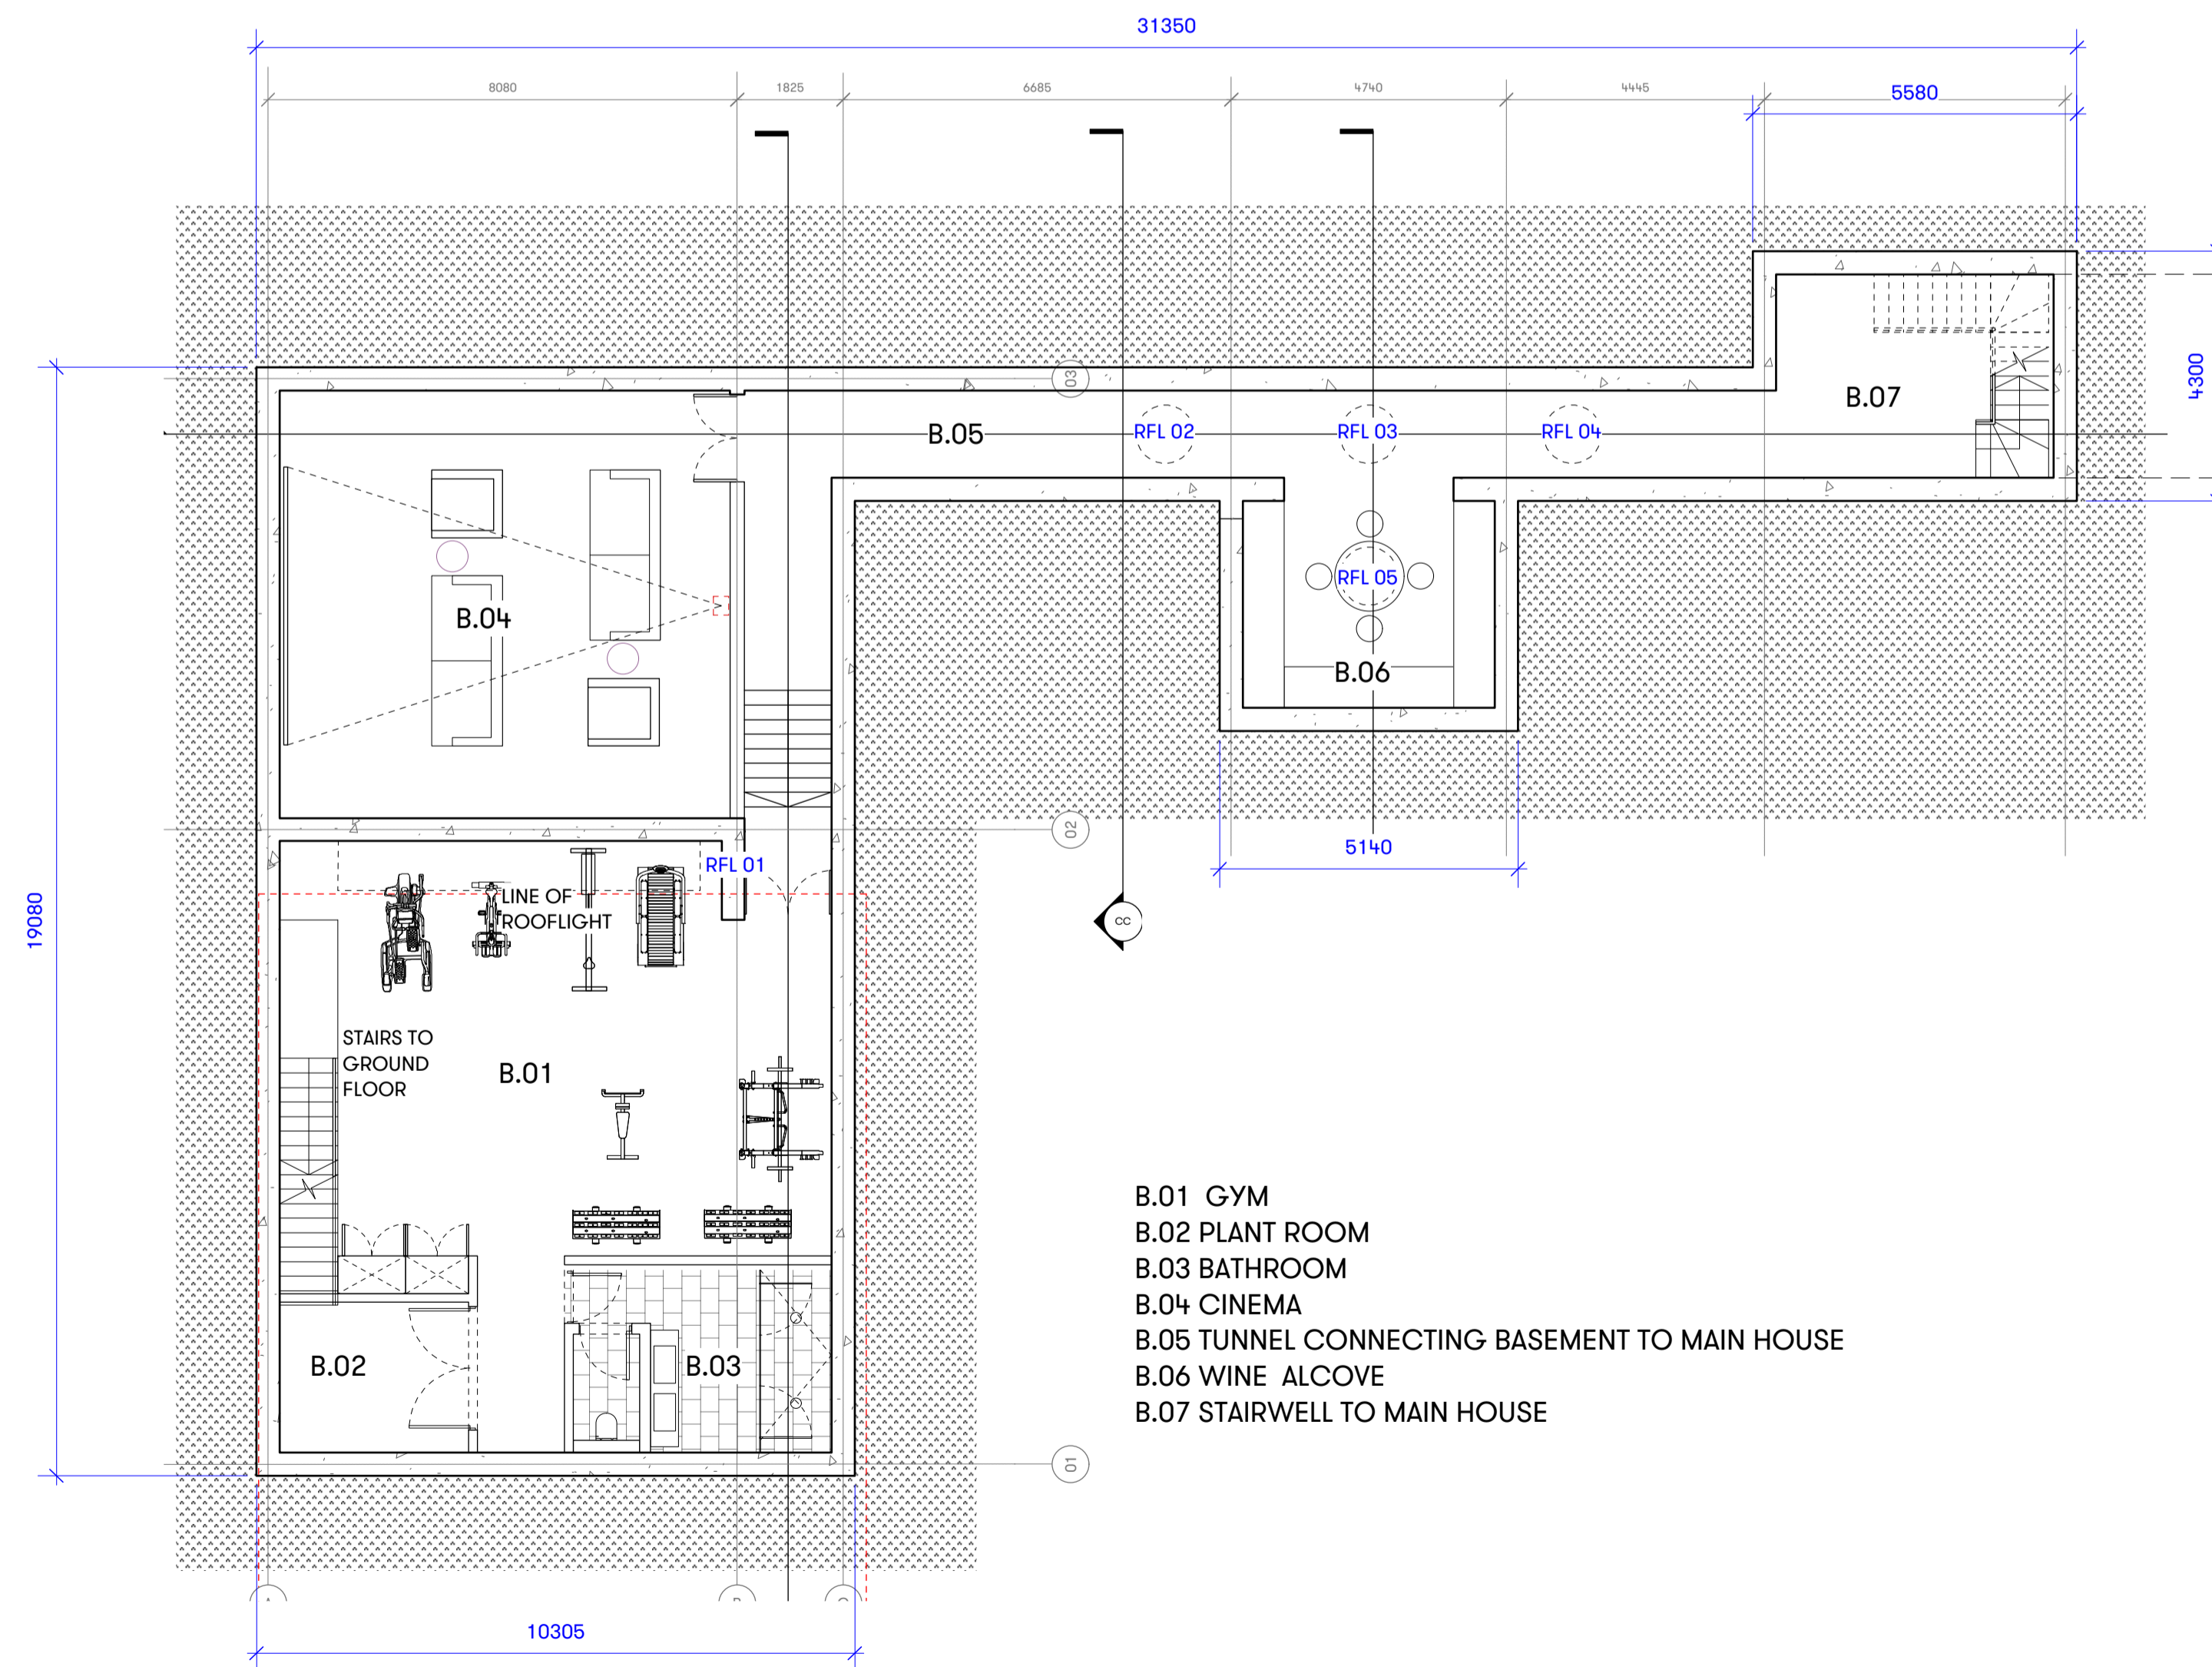 31350
8080
1825
6685
4740
4445
5580
4300
03
B.05
RFL 02
RFL 03
RFL 04
B.07
RFL 05
B.04
B.06
02
5140
RFL 01
LINE OF
ROOFLIGHT
CC
19080
STAIRS TO
GROUND
FLOOR
B.01
B.02
B.03
01
B.01 GYM
B.02 PLANT ROOM
B.03 BATHROOM
B.04 CINEMA
B.05 TUNNEL CONNECTING BASEMENT TO MAIN HOUSE
B.06 WINE ALCOVE
B.07 STAIRWELL TO MAIN HOUSE
10305